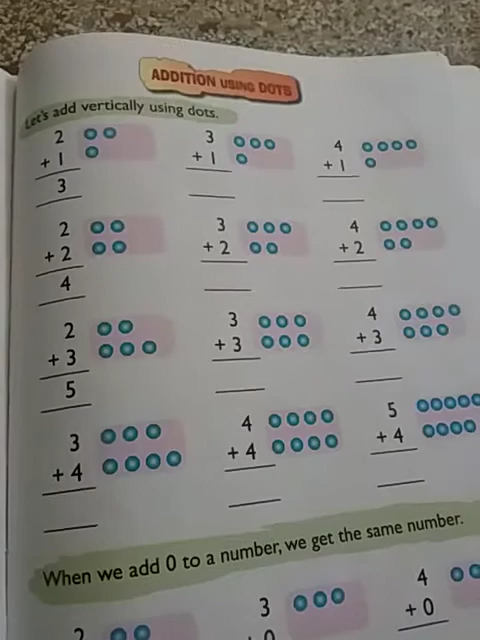 ADDITION USING DOTS
Let's add vertically using dots.
2 3 4
+ 1 + 1 + 1
3
2 3 4
+ 2 + 2 + 2
4
2 3 4
+ 3 + 3 + 3
5
3 4 5
+ 4 + 4 + 4
When we add 0 to a number, we get the same number.
2 3 4
+ 0 + 0